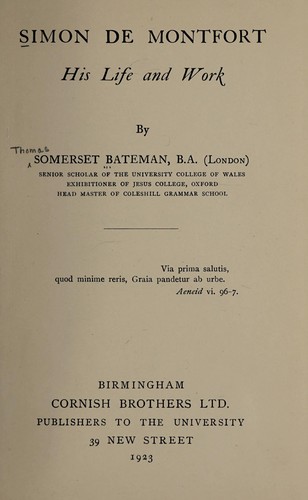 SIMON DE MONTFORT
His Life and Work
By
Thomas
SOMERSET BATEMAN, B.A. (LONDON)
SENIOR SCHOLAR OF THE UNIVERSITY COLLEGE OF WALES
EXHIBITIONER OF JESUS COLLEGE, OXFORD
HEAD MASTER OF COLESHILL GRAMMAR SCHOOL
Via prima salutis,
quod minime reris, Graia pandetur ab urbe.
Aeneid vi. 96-7.
BIRMINGHAM
CORNISH BROTHERS LTD.
PUBLISHERS TO THE UNIVERSITY
39 NEW STREET
1923